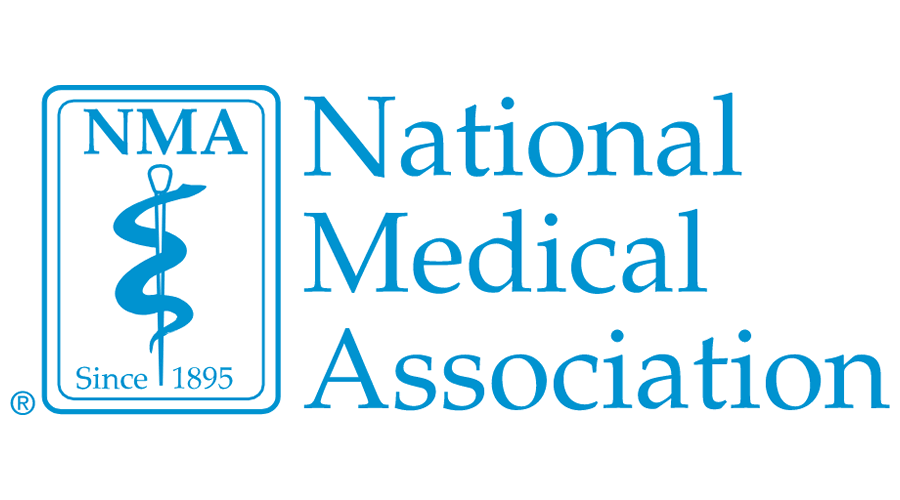 NMA
Since 1895
®
National
Medical
Association